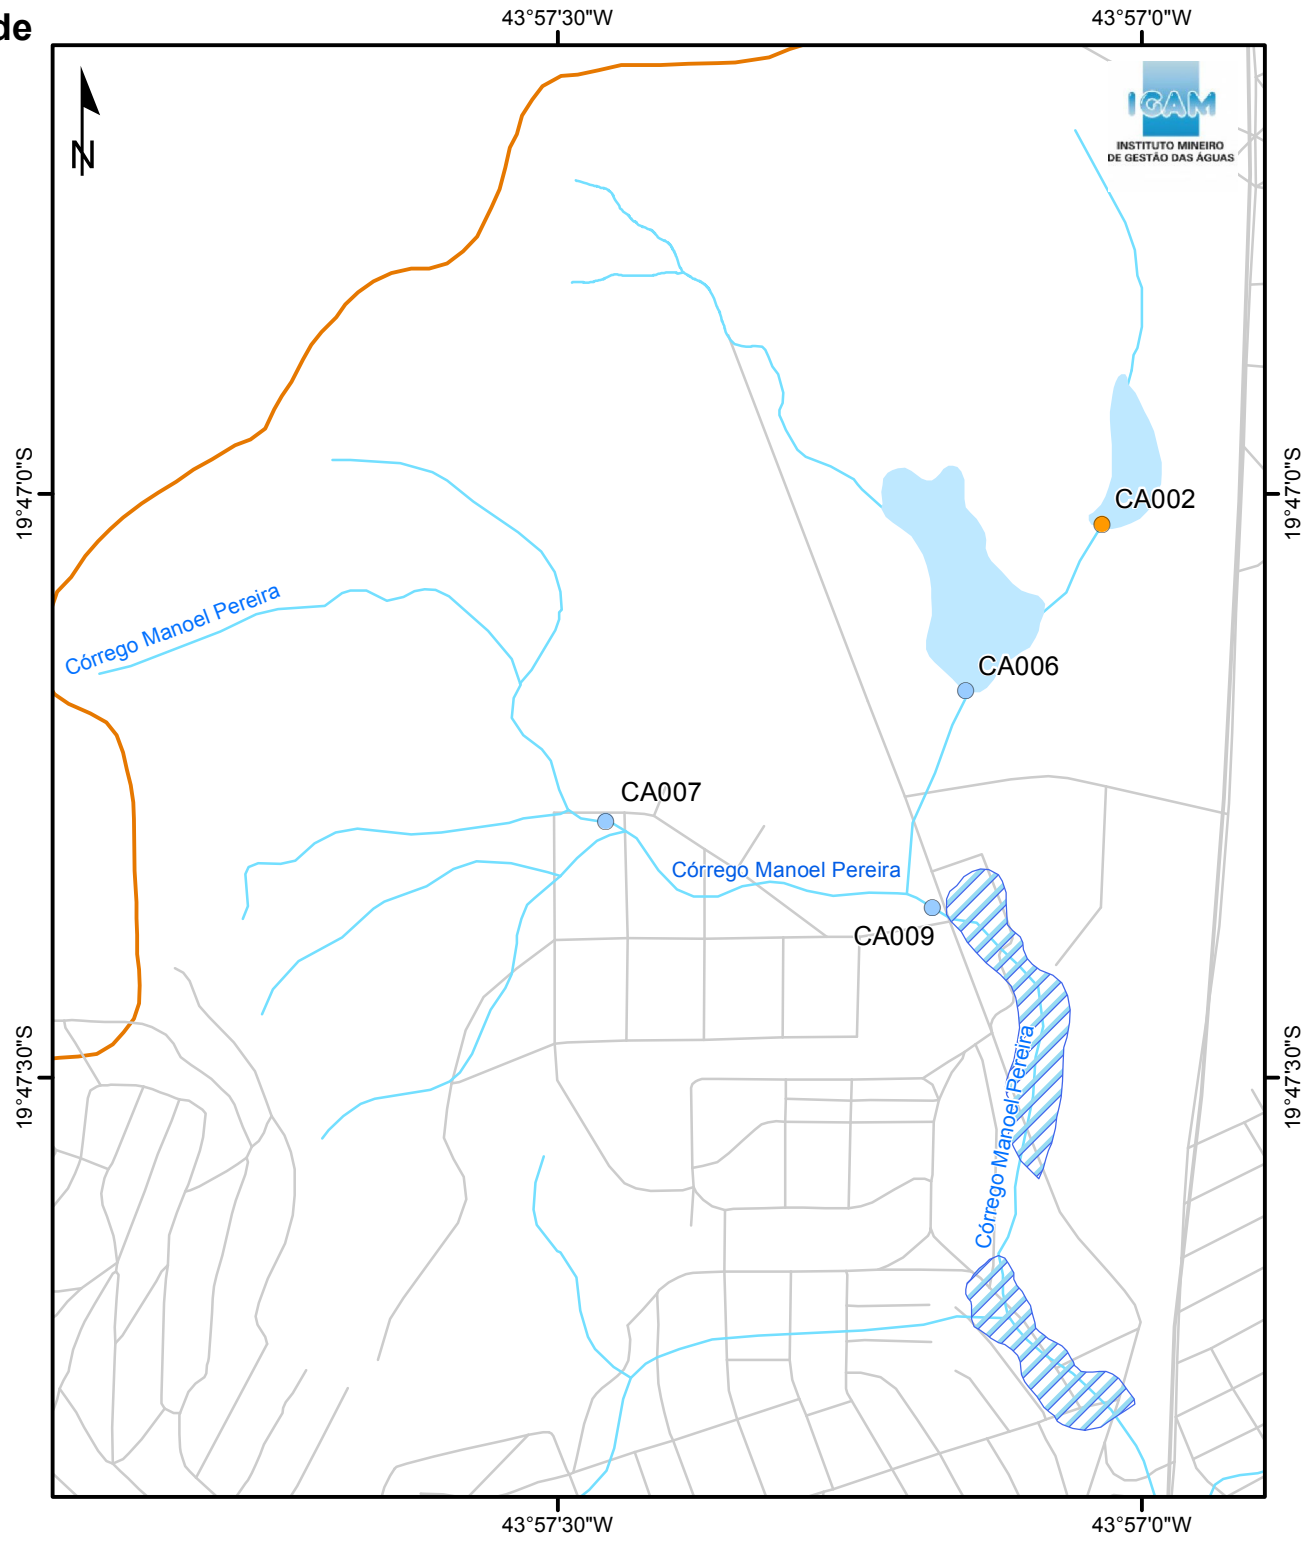 de
43°57'30"W
43°57'0"W
IGAM
INSTITUTO MINEIRO
DE GESTÃO DAS ÁGUAS
N
19°47'0"S
19°47'0"S
CA002
Córrego Manoel Pereira
CA006
CA007
Córrego Manoel Pereira
CA009
19°47'30"S
19°47'30"S
Córrego Manoel Pereira
43°57'30"W
43°57'0"W